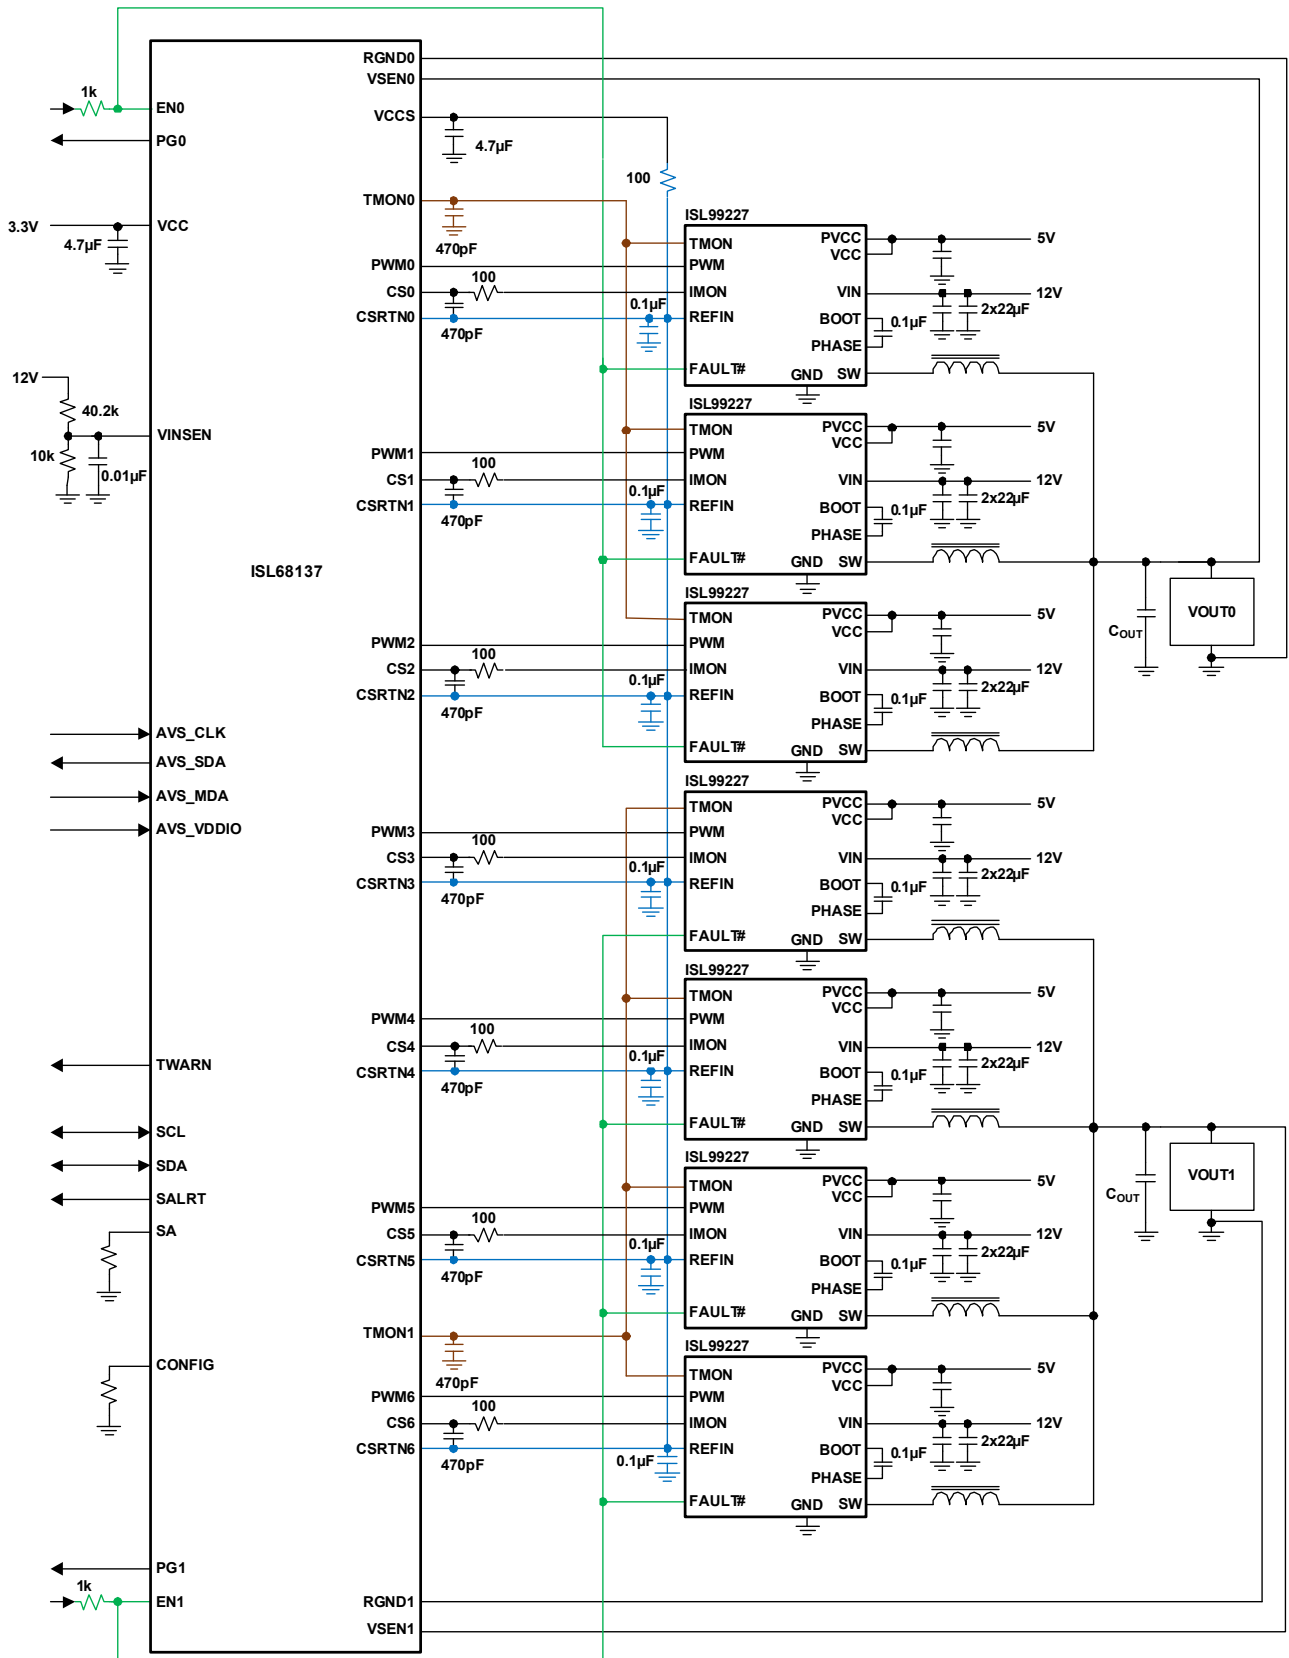 RGND0
VSEN0
1k
EN0
VCCS
PG0
4.7µF
100
TMON0
ISL99227
3.3V
VCC
4.7µF
470pF
TMON
PVCC
5V
VCC
PWM0
PWM
100
CS0
IMON
VIN
12V
0.1µF
2x22µF
CSRTN0
REFIN
BOOT
0.1µF
470pF
PHASE
FAULT#
GND
SW
12V
40.2k
VINSEN
10k
0.01µF
ISL99227
TMON
PVCC
5V
VCC
PWM1
PWM
100
CS1
IMON
VIN
12V
0.1µF
2x22µF
CSRTN1
REFIN
BOOT
0.1µF
470pF
PHASE
FAULT#
GND
SW
ISL68137
ISL99227
VOUT0
COUT
TMON
PVCC
5V
VCC
PWM2
PWM
100
CS2
IMON
VIN
12V
0.1µF
2x22µF
CSRTN2
REFIN
BOOT
0.1µF
470pF
PHASE
FAULT#
GND
SW
AVS_CLK
AVS_SDA
AVS_MDA
AVS_VDDIO
ISL99227
TMON
PVCC
5V
VCC
PWM3
PWM
100
CS3
IMON
VIN
12V
0.1µF
2x22µF
CSRTN3
REFIN
BOOT
0.1µF
470pF
PHASE
FAULT#
GND
SW
ISL99227
TMON
PVCC
5V
VCC
PWM4
PWM
100
CS4
IMON
VIN
12V
0.1µF
2x22µF
CSRTN4
REFIN
BOOT
0.1µF
470pF
PHASE
FAULT#
GND
SW
TWARN
SCL
SDA
SALRT
SA
ISL99227
VOUT1
COUT
TMON
PVCC
5V
VCC
PWM5
PWM
100
CS5
IMON
VIN
12V
0.1µF
2x22µF
CSRTN5
REFIN
BOOT
0.1µF
470pF
PHASE
FAULT#
GND
SW
TMON1
ISL99227
CONFIG
470pF
TMON
PVCC
5V
VCC
PWM6
PWM
100
CS6
IMON
VIN
12V
0.1µF
2x22µF
CSRTN6
REFIN
BOOT
0.1µF
470pF
PHASE
FAULT#
GND
SW
PG1
1k
EN1
RGND1
VSEN1